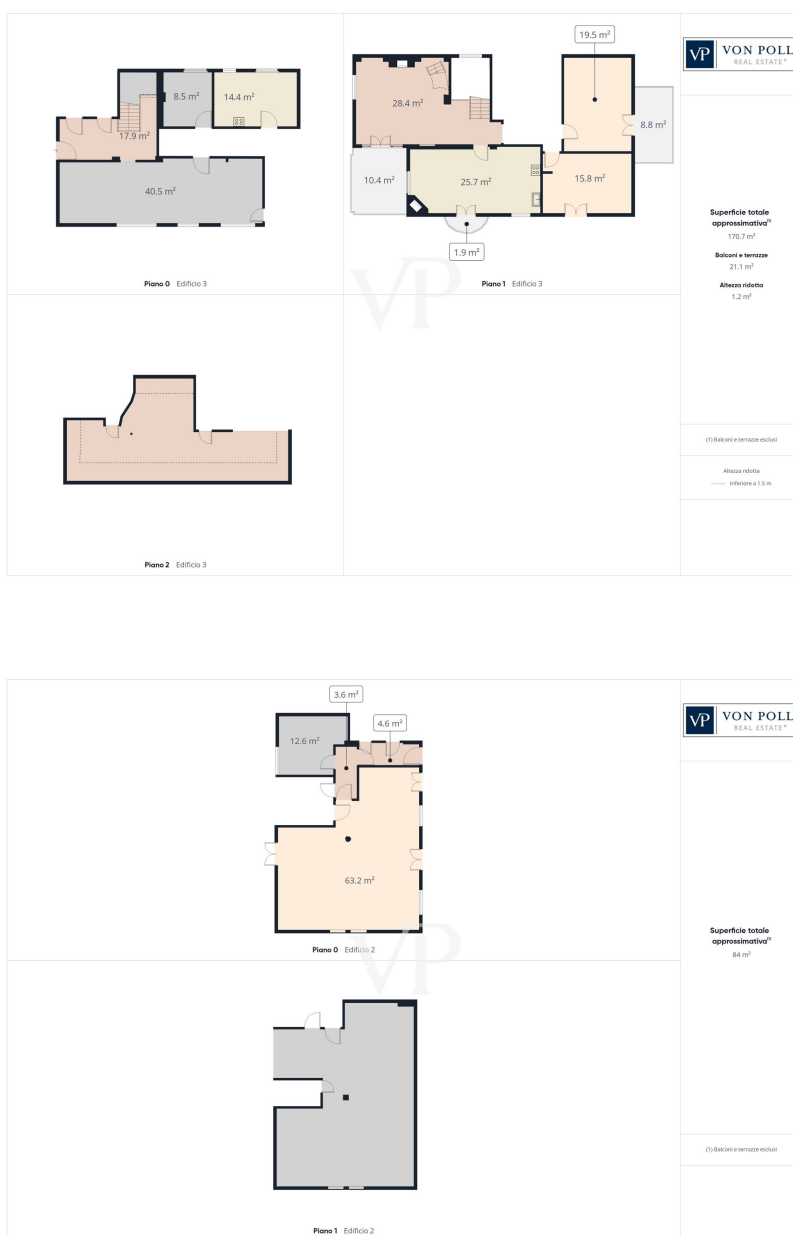 8.5 m²
14.4 m²
17.9 m²
40.5 m²
Piano 0 Edificio 3
19.5 m²
28.4 m²
8.8 m²
10.4 m²
25.7 m²
15.8 m²
1.9 m²
Piano 1 Edificio 3
VP
Piano 2 Edificio 3
VP VON POLL
REAL ESTATE®
Superficie totale
approssimativa⁽¹⁾
170.7 m²
Balconi e terrazze
21.1 m²
Altezza ridotta
1.2 m²
(1) Balconi e terrazze esclusi
Altezza ridotta
Inferiore a 1.5 m
3.6 m²
4.6 m²
12.6 m²
63.2 m²
Piano 0 Edificio 2
VP
Piano 1 Edificio 2
VP VON POLL
REAL ESTATE®
Superficie totale
approssimativa⁽¹⁾
84 m²
(1) Balconi e terrazze esclusi